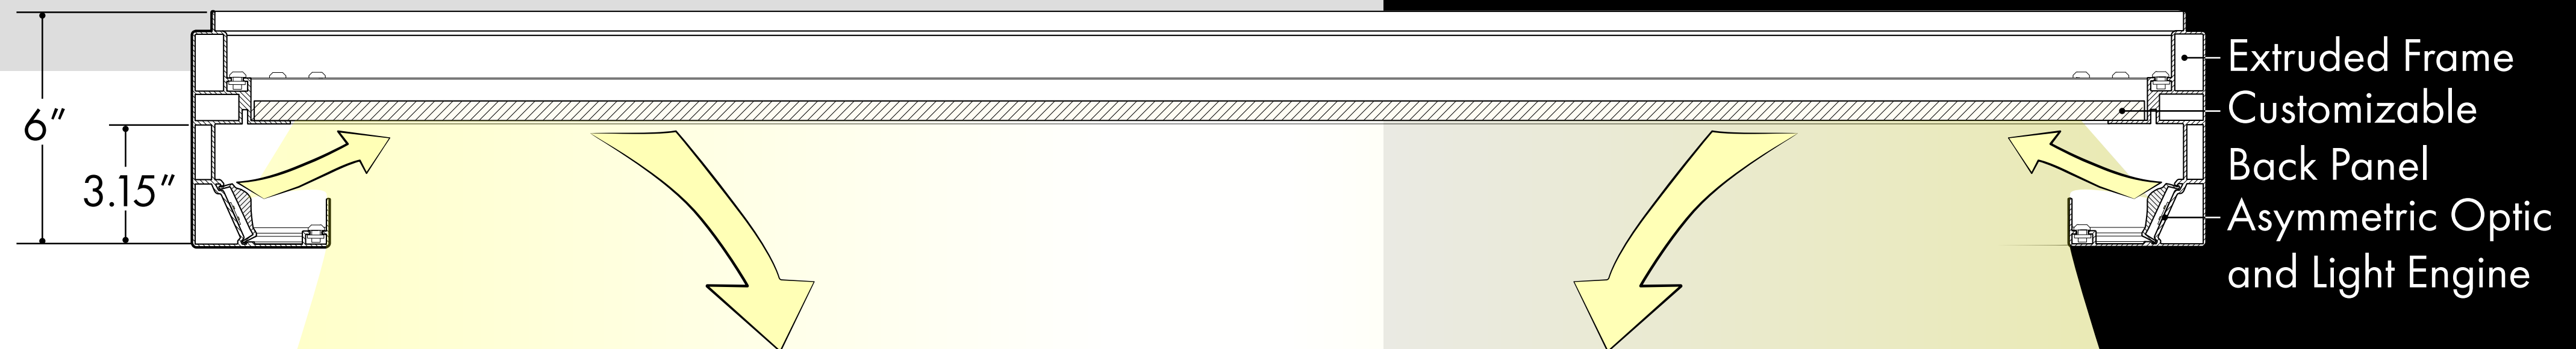 6″
3.15″
Extruded Frame
Customizable
Back Panel
Asymmetric Optic
and Light Engine